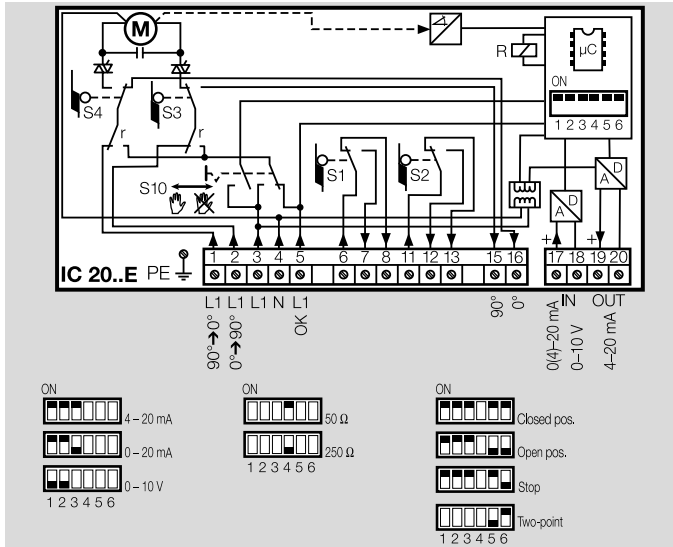 M
R
µC
ON
1 2 3 4 5 6
S4
S3
r
r
S10
S1
S2
D
A
D
A
+
+
IC 20..E
PE
1 2 3 4 5 6 7 8 11 12 13 15 16 17 18 19 20
L1 L1 L1 N L1
90°→0°
0°→90°
OK
90°
0°
IN
OUT
0(4)–20 mA
0–10 V
4–20 mA
ON
4 – 20 mA
0 – 20 mA
0 – 10 V
1 2 3 4 5 6
ON
50 Ω
250 Ω
1 2 3 4 5 6
ON
Closed pos.
Open pos.
Stop
Two-point
1 2 3 4 5 6